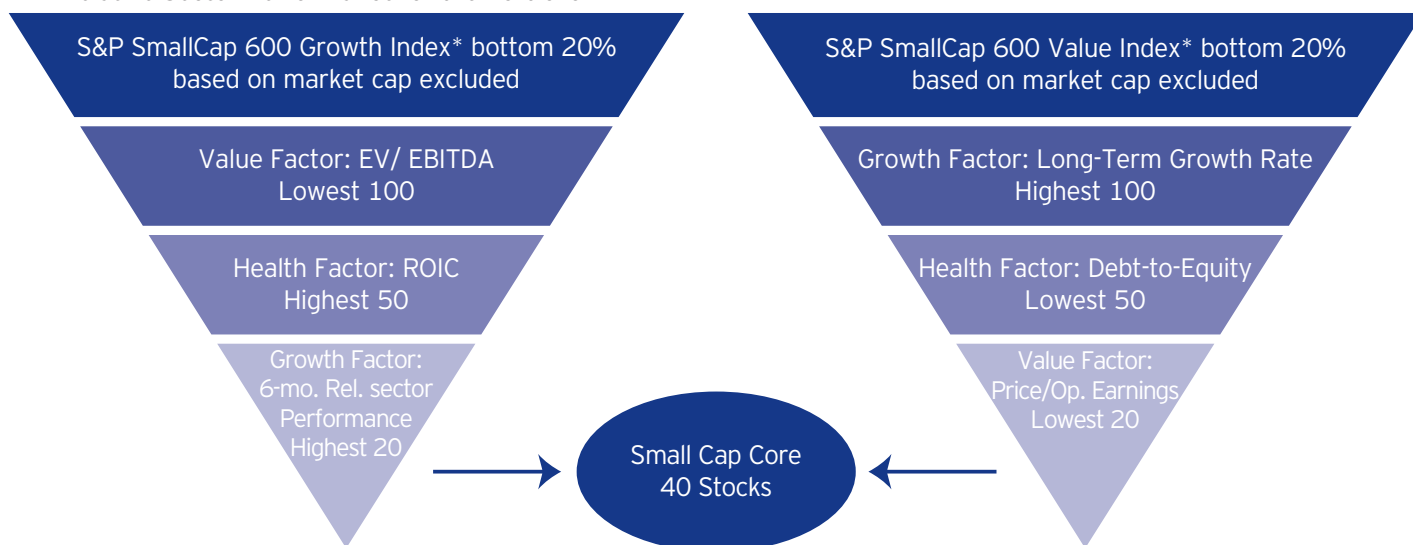 S&P SmallCap 600 Growth Index* bottom 20%
based on market cap excluded
Value Factor: EV/ EBITDA
Lowest 100
Health Factor: ROIC
Highest 50
Growth Factor:
6-mo. Rel. sector
Performance
Highest 20
S&P SmallCap 600 Value Index* bottom 20%
based on market cap excluded
Growth Factor: Long-Term Growth Rate
Highest 100
Health Factor: Debt-to-Equity
Lowest 50
Value Factor:
Price/Op. Earnings
Lowest 20
Small Cap Core
40 Stocks